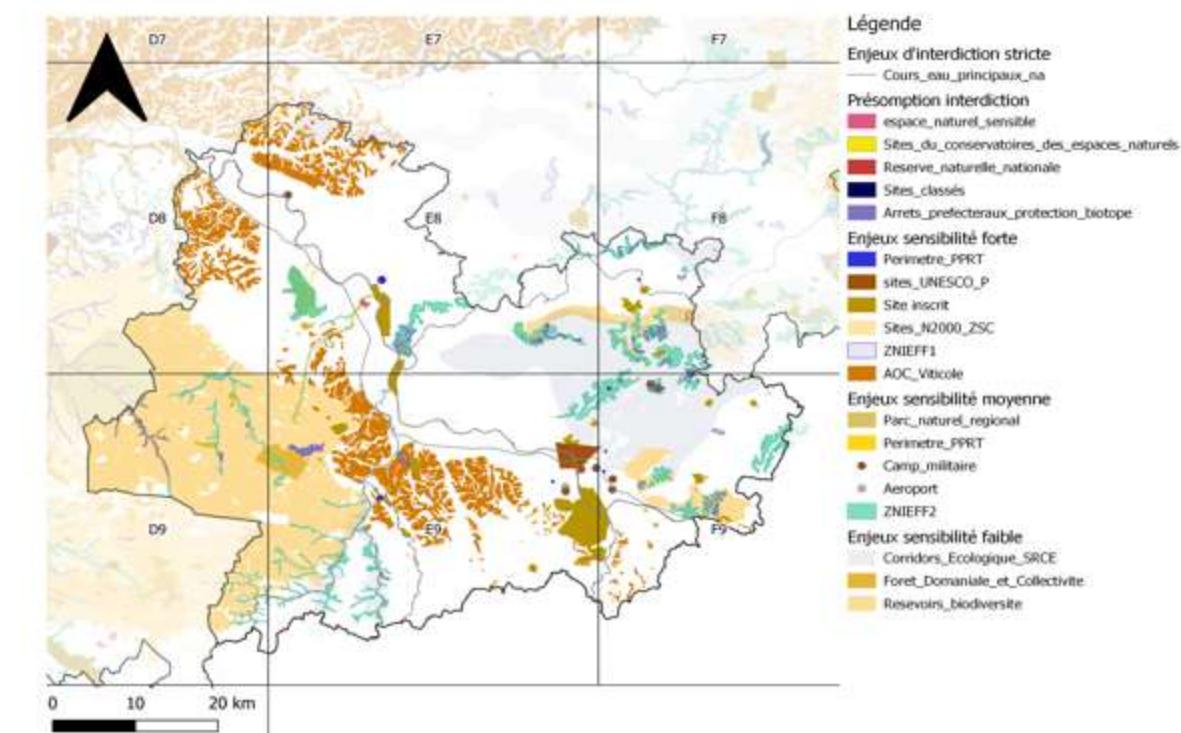 D7
E7
F7
D8
E8
F8
D9
E9
F9
0 10 20 km
Légende
Enjeux d'interdiction stricte
Cours_eau_principaux_na
Présomption interdiction
espace_naturel_sensible
Sites_du_conservatoires_des_espaces_naturels
Reserve_naturelle_nationale
Sites_classés
Arrets_prefecteraux_protection_biotope
Enjeux sensibilité forte
Perimetre_PPRT
sites_UNESCO_P
Site inscrit
Sites_N2000_ZSC
ZNIEFF1
AOC_Viticole
Enjeux sensibilité moyenne
Parc_naturel_regional
Perimetre_PPRT
Camp_militaire
Aeroport
ZNIEFF2
Enjeux sensibilité faible
Corridors_Ecologique_SRCE
Foret_Domaniale_et_Collectivite
Resevoirs_biodiversite